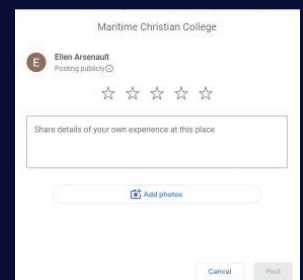 Maritime Christian College
E
Ellen Arsenault
Posting publicly
Share details of your own experience at this place
Add photos
Cancel
Post